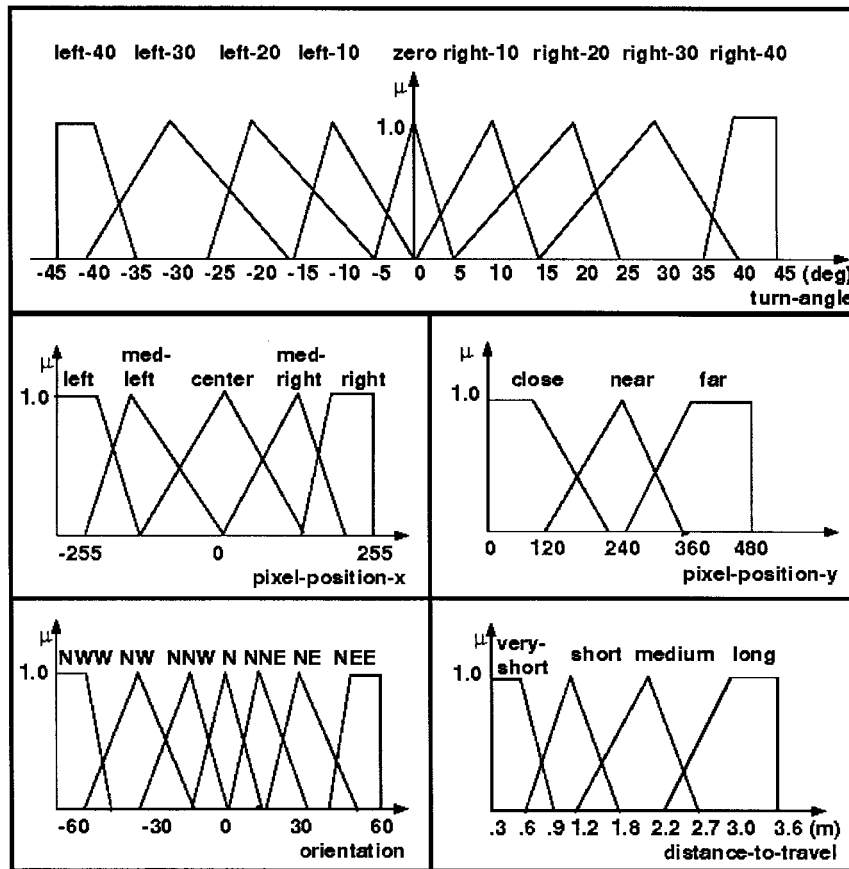 left-40 left-30 left-20 left-10 zero right-10 right-20 right-30 right-40
μ
1.0
-45 -40 -35 -30 -25 -20 -15 -10 -5 0 5 10 15 20 25 30 35 40 45 (deg)
turn-angle
μ
left med-left center med-right right
1.0
-255 0 255
pixel-position-x
μ
close near far
1.0
0 120 240 360 480
pixel-position-y
μ
NWW NW NNW N NNE NE NEE
1.0
-60 -30 0 30 60
orientation
μ
very-short short medium long
1.0
.3 .6 .9 1.2 1.8 2.2 2.7 3.0 3.6 (m)
distance-to-travel